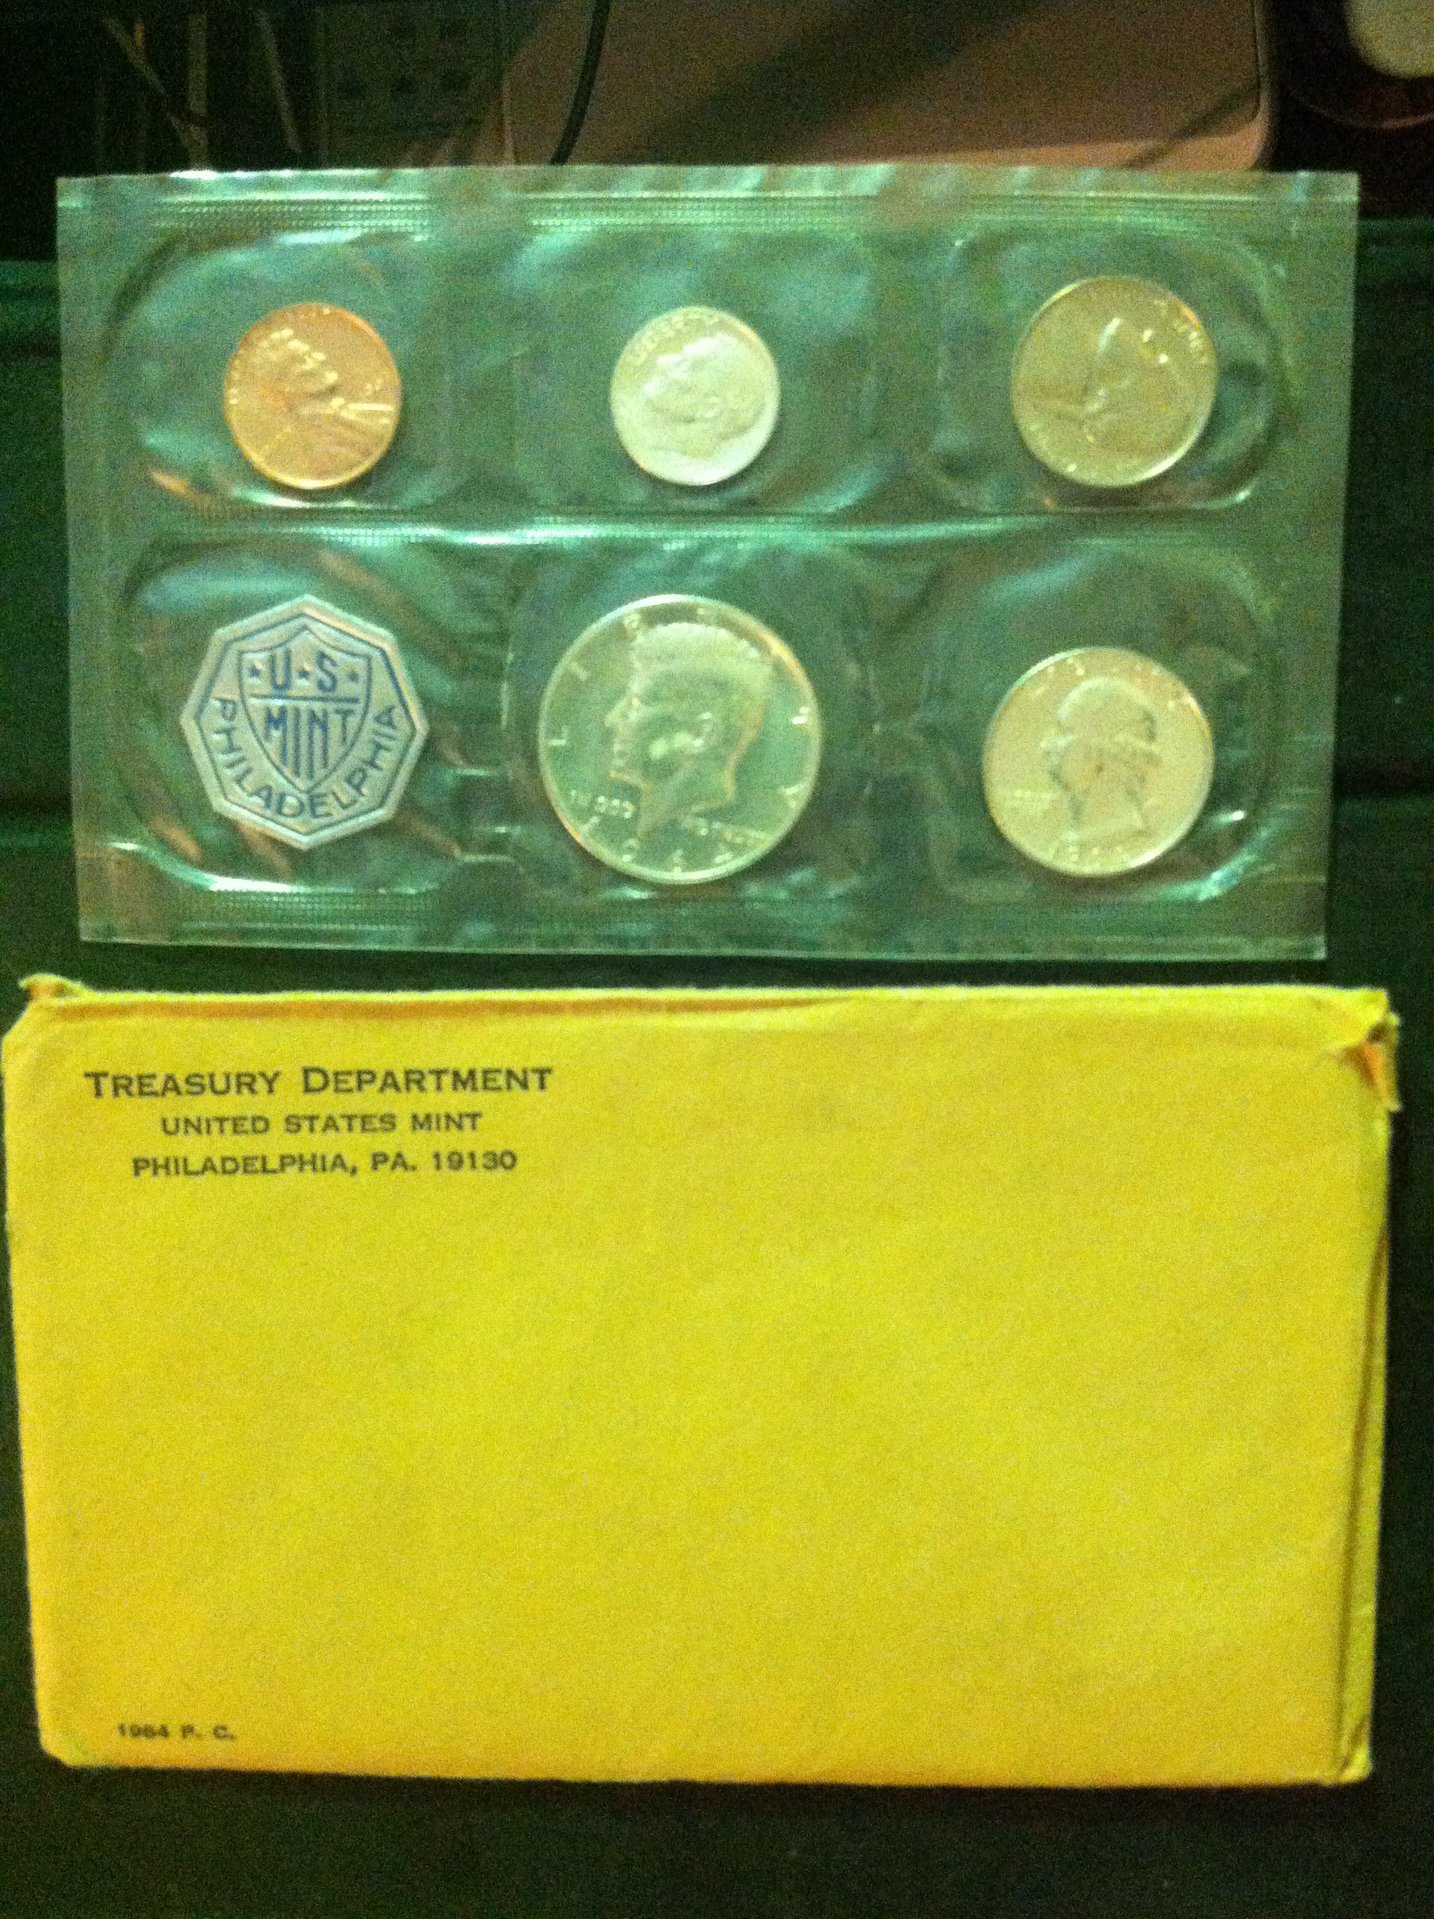 U S
MINT
PHILADELPHIA
TREASURY DEPARTMENT
UNITED STATES MINT
PHILADELPHIA, PA. 19130
1964 P. C.